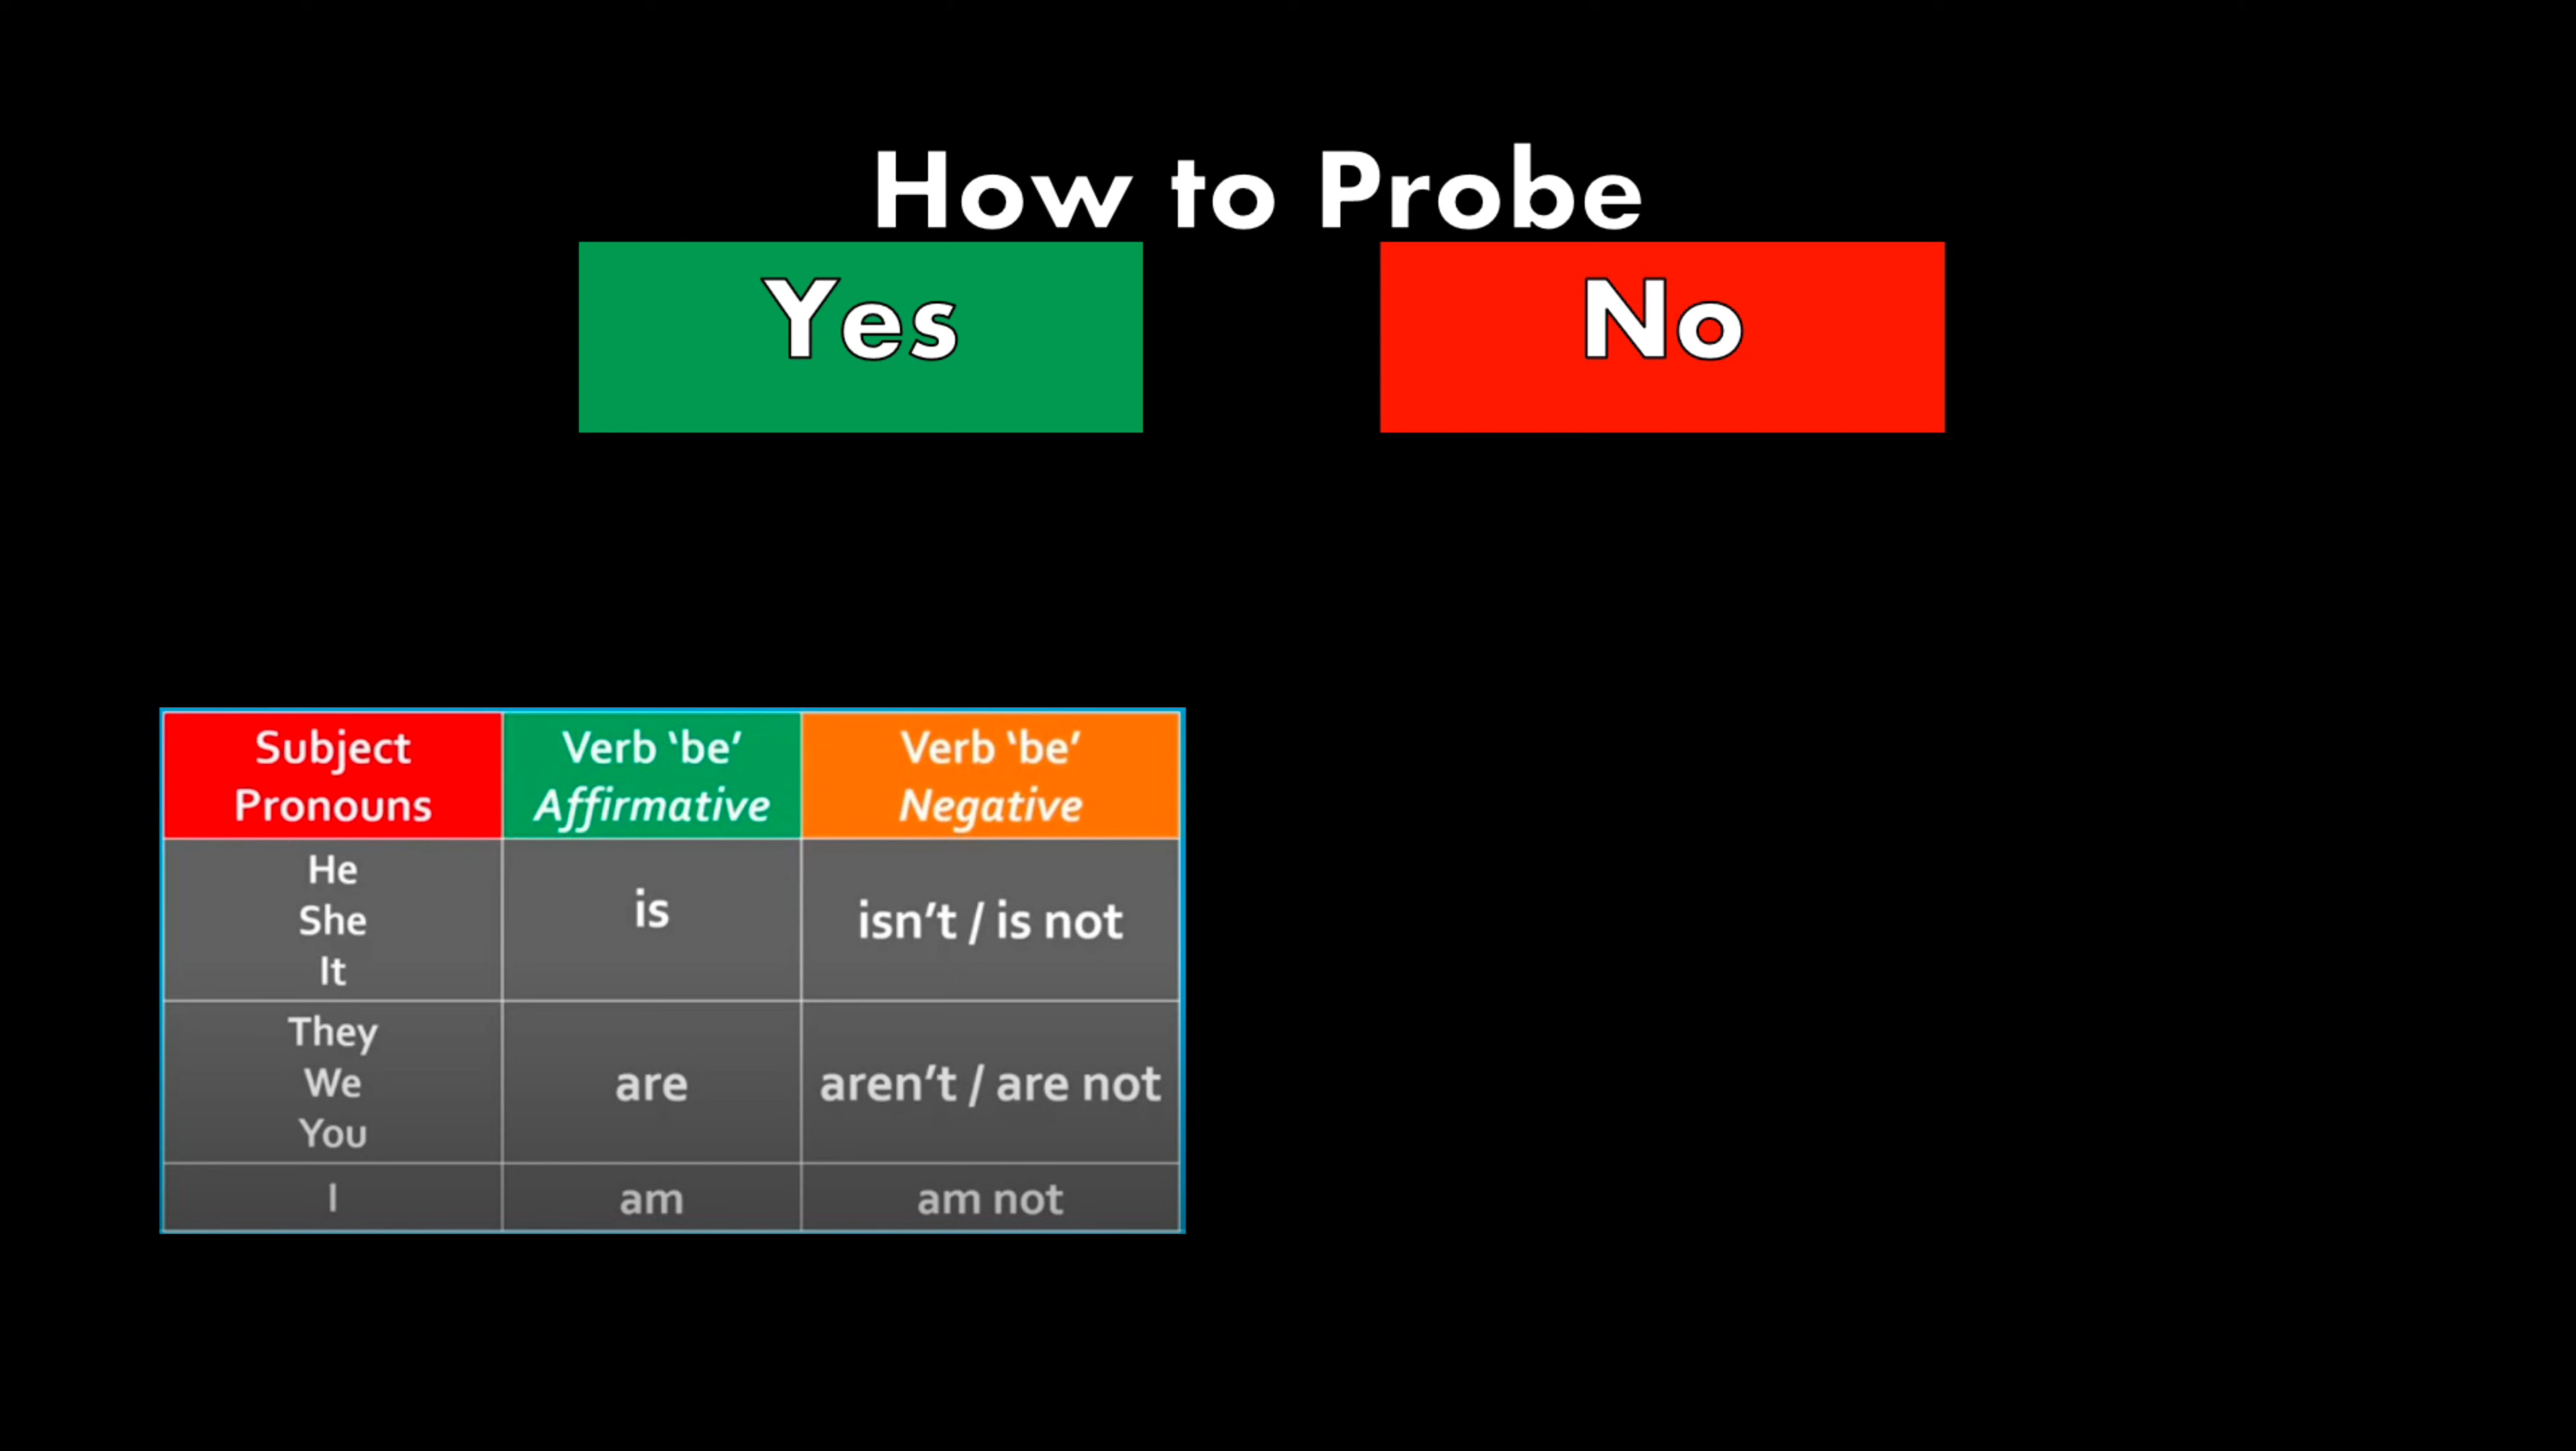 How to Probe
Yes
No
Subject Pronouns
Verb ‘be’ Affirmative
Verb ‘be’ Negative
He
She
It
is
isn’t / is not
They
We
You
are
aren’t / are not
I
am
am not